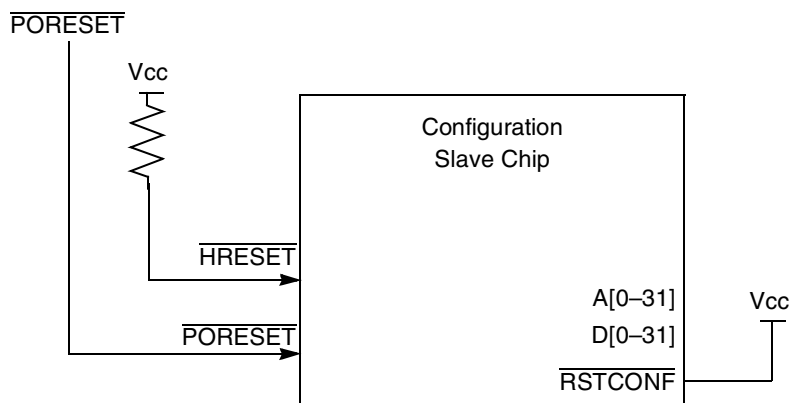 PORESET
Vcc
Configuration
Slave Chip
HRESET
A[0–31]
Vcc
PORESET
D[0–31]
RSTCONF